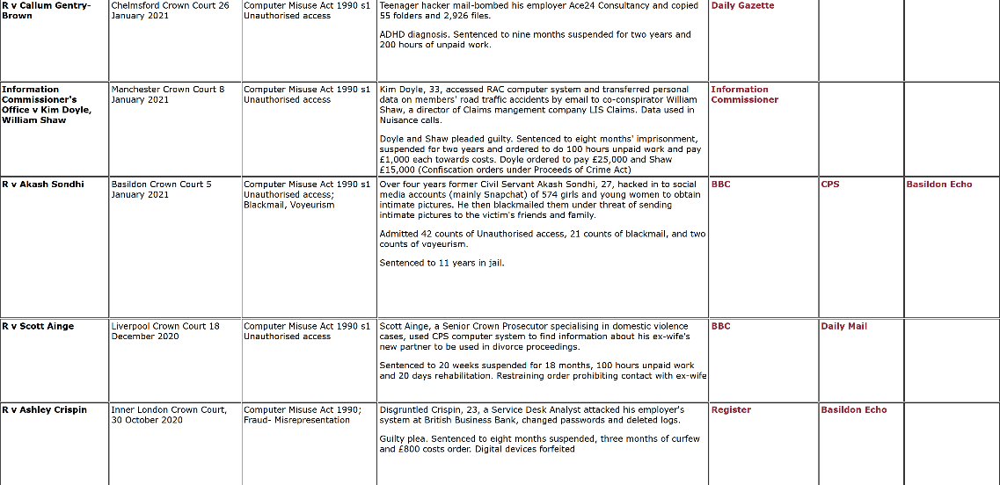 R v Callum Gentry-
Brown
Chelmsford Crown Court 26
January 2021
Computer Misuse Act 1990 s1
Unauthorised access
Teenager hacker mail-bombed his employer Ace24 Consultancy and copied
55 folders and 2,926 files.
ADHD diagnosis. Sentenced to nine months suspended for two years and
200 hours of unpaid work.
Daily Gazette
Information
Commissioner's
Office v Kim Doyle,
William Shaw
Manchester Crown Court 8
January 2021
Computer Misuse Act 1990 s1
Unauthorised access
Kim Doyle, 33, accessed RAC computer system and transferred personal
data on members' road traffic accidents by email to co-conspirator William
Shaw, a director of Claims mangement company LIS Claims. Data used in
Nuisance calls.
Doyle and Shaw pleaded guilty. Sentenced to eight months' imprisonment,
suspended for two years and ordered to do 100 hours unpaid work and pay
£1,000 each towards costs. Doyle ordered to pay £25,000 and Shaw
£15,000 (Confiscation orders under Proceeds of Crime Act)
Information
Commissioner
R v Akash Sondhi
Basildon Crown Court 5
January 2021
Computer Misuse Act 1990 s1
Unauthorised access;
Blackmail, Voyeurism
Over four years former Civil Servant Akash Sondhi, 27, hacked in to social
media accounts (mainly Snapchat) of 574 girls and young women to obtain
intimate pictures. He then blackmailed them under threat of sending
intimate pictures to the victim's friends and family.
Admitted 42 counts of Unauthorised access, 21 counts of blackmail, and two
counts of voyeurism.
Sentenced to 11 years in jail.
BBC
CPS
Basildon Echo
R v Scott Ainge
Liverpool Crown Court 18
December 2020
Computer Misuse Act 1990 s1
Unauthorised access
Scott Ainge, a Senior Crown Prosecutor specialising in domestic violence
cases, used CPS computer system to find information about his ex-wife's
new partner to be used in divorce proceedings.
Sentenced to 20 weeks suspended for 18 months, 100 hours unpaid work
and 20 days rehabilitation. Restraining order prohibiting contact with ex-wife
BBC
Daily Mail
R v Ashley Crispin
Inner London Crown Court,
30 October 2020
Computer Misuse Act 1990;
Fraud- Misrepresentation
Disgruntled Crispin, 23, a Service Desk Analyst attacked his employer's
system at British Business Bank, changed passwords and deleted logs.
Guilty plea. Sentenced to eight months suspended, three months of curfew
and £800 costs order. Digital devices forfeited
Register
Basildon Echo